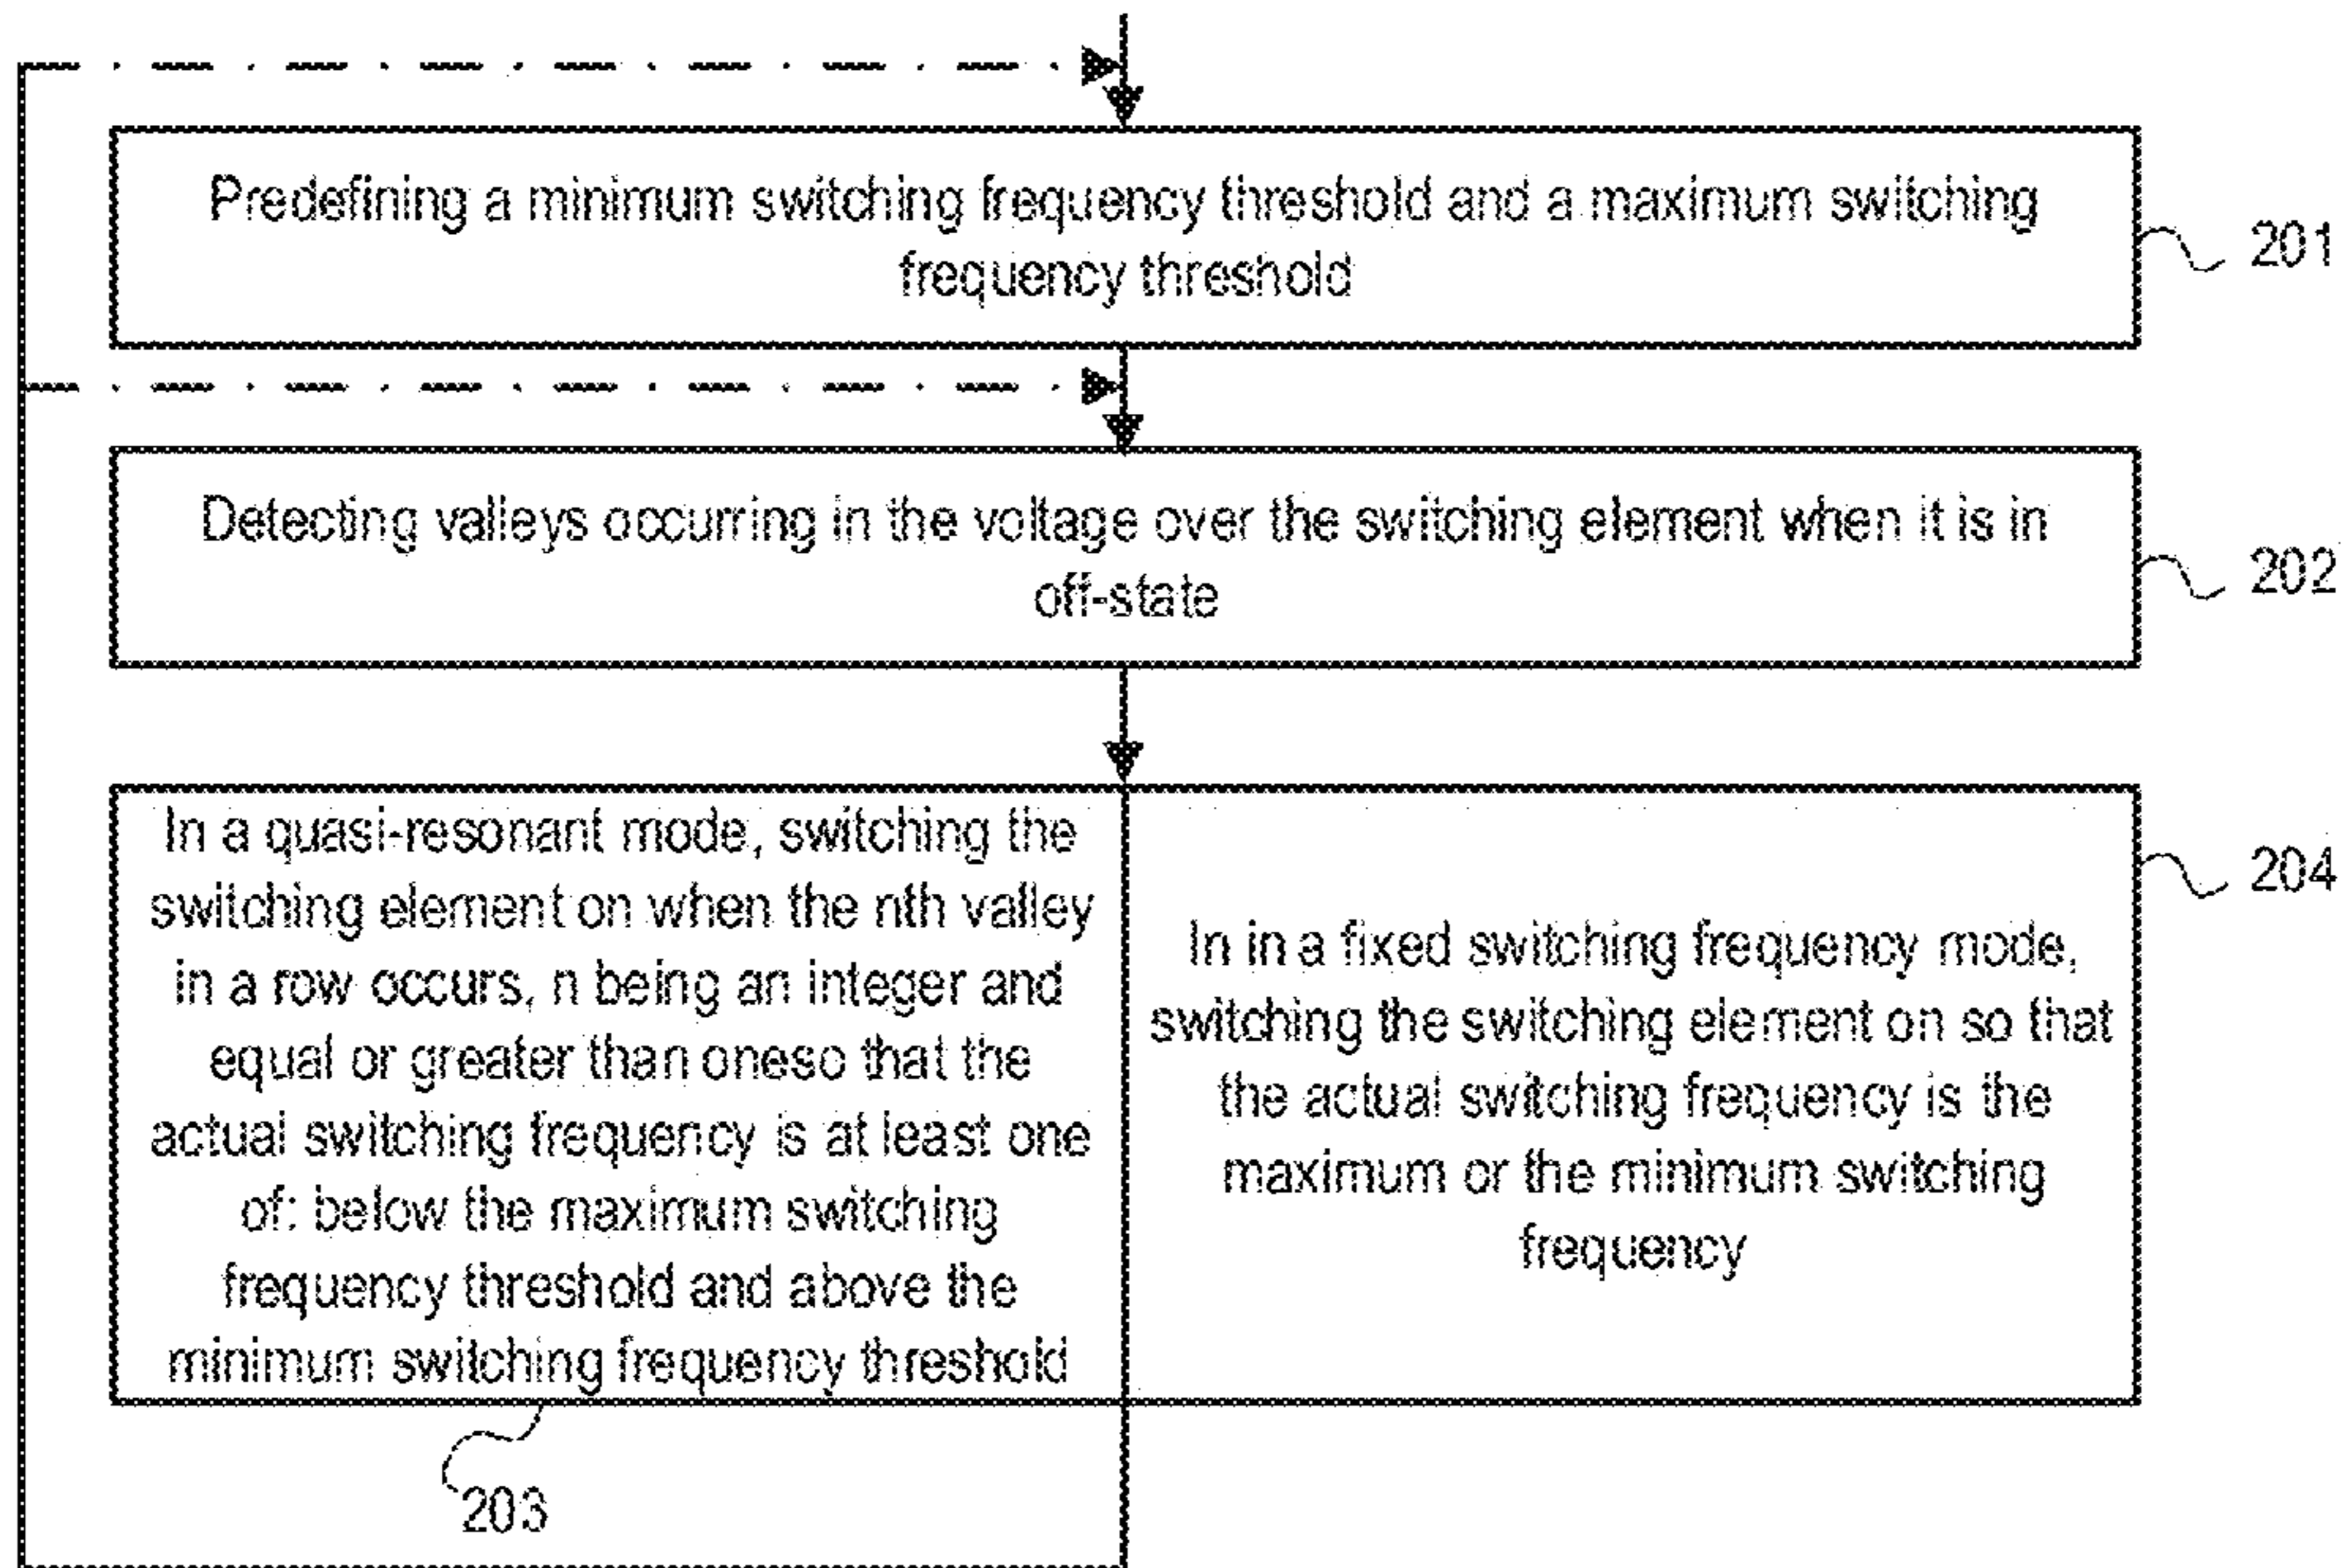 Predefining a minimum switching frequency threshold and a maximum switching
frequency threshold
201
Detecting valleys occurring in the voltage over the switching element when it is in
off-state
202
In a quasi-resonant mode, switching the
switching element on when the nth valley
in a row occurs, n being an integer and
equal or greater than oneso that the
actual switching frequency is at least one
of: below the maximum switching
frequency threshold and above the
minimum switching frequency threshold
203
In in a fixed switching frequency mode,
switching the switching element on so that
the actual switching frequency is the
maximum or the minimum switching
frequency
204